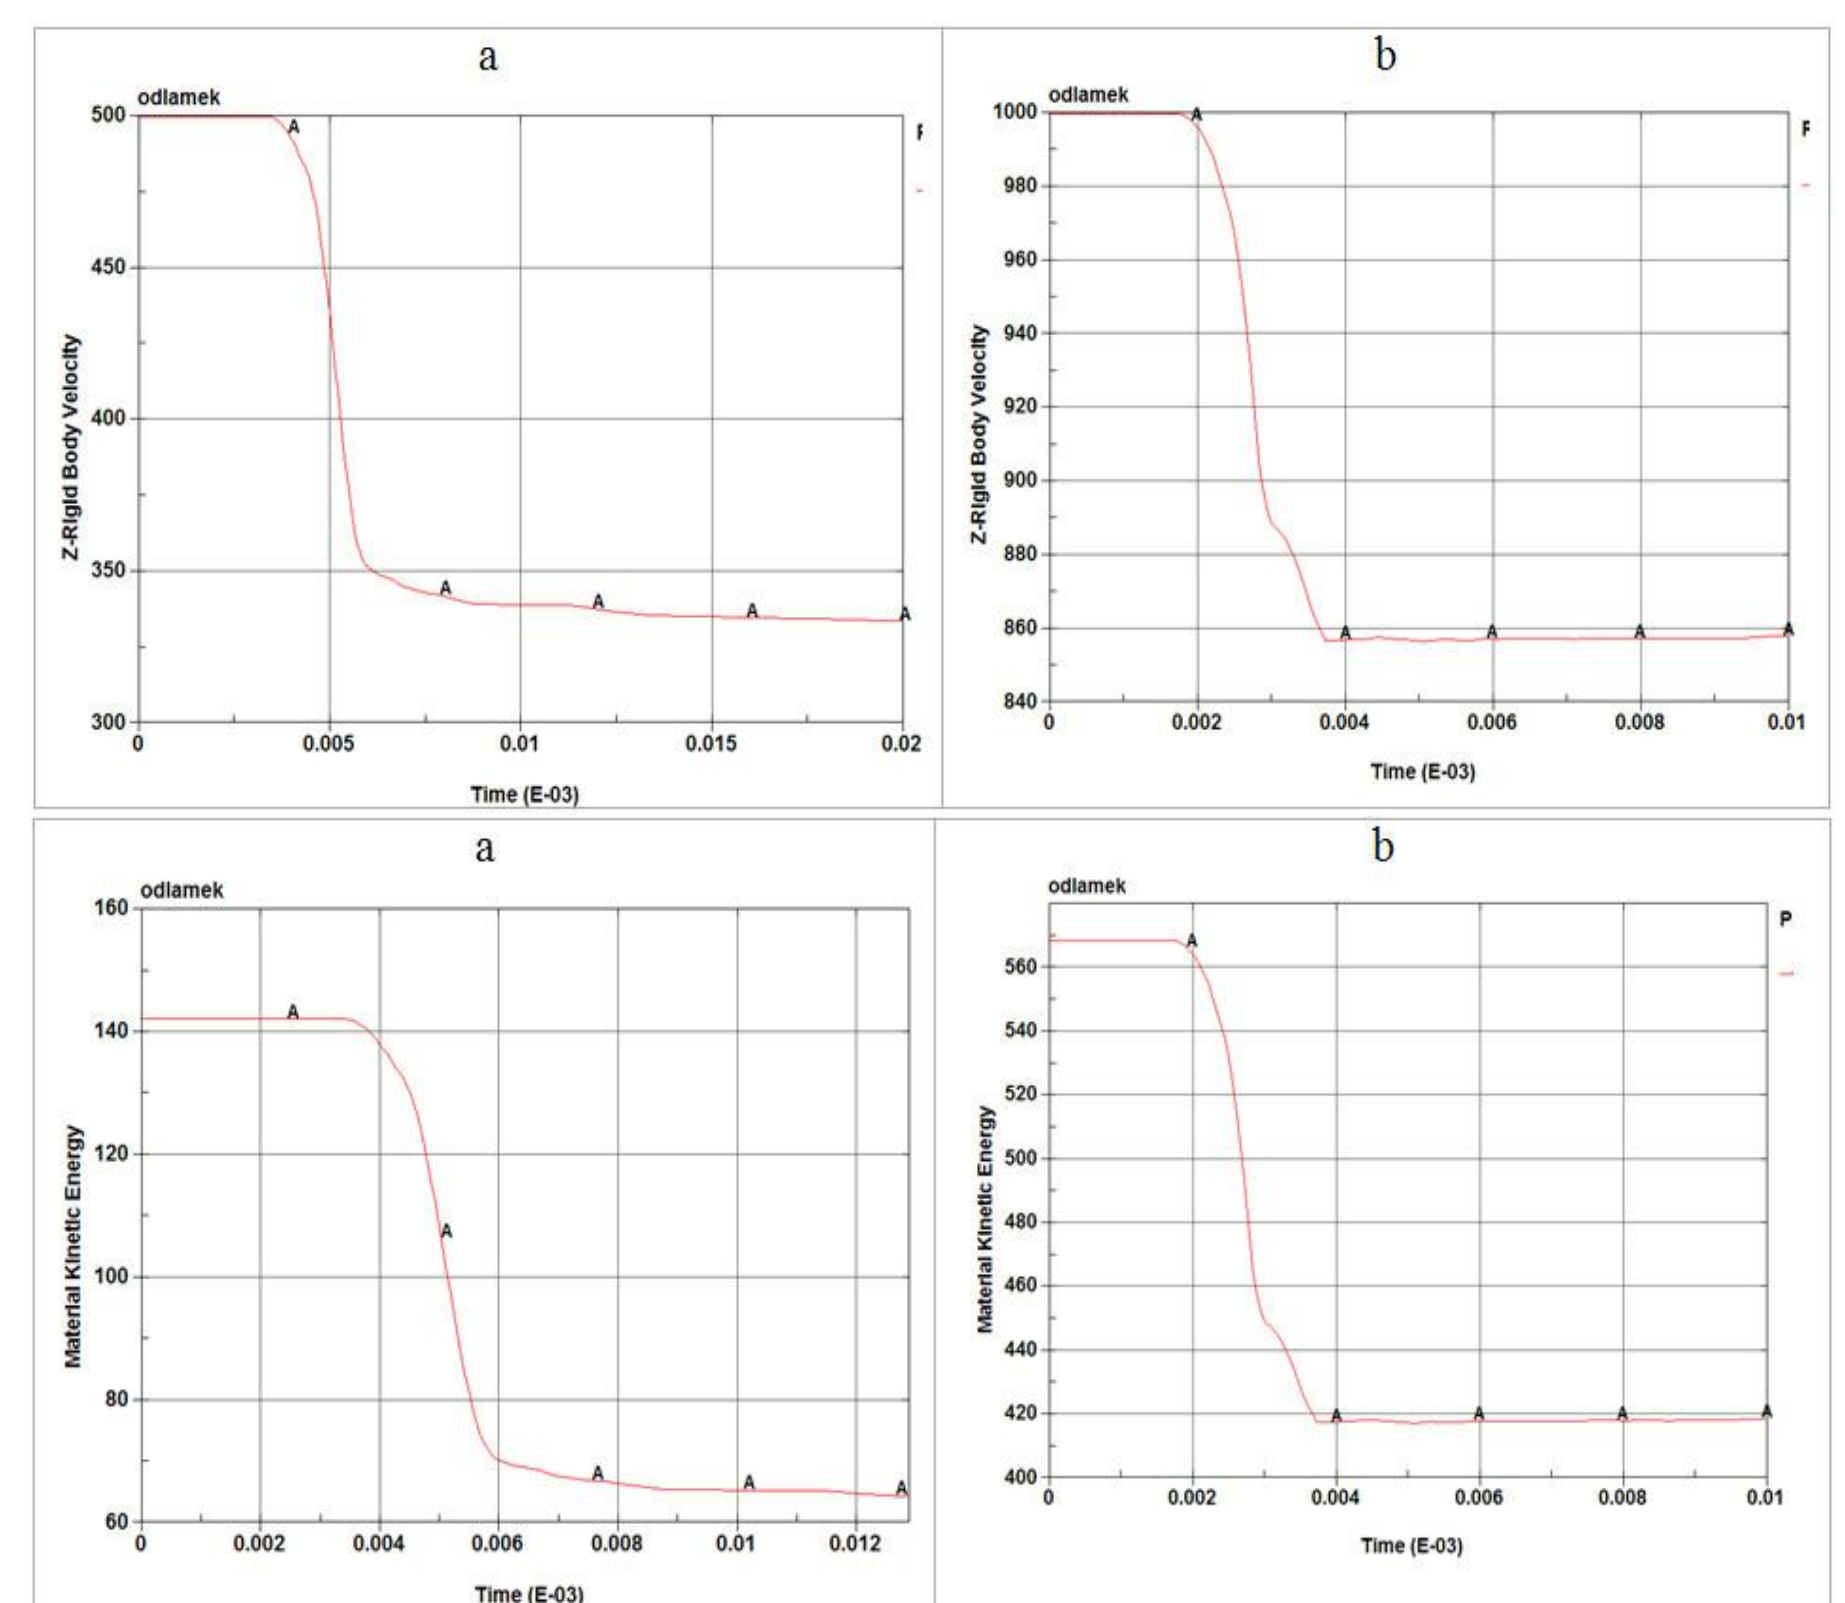 a
odlamek
500
450
400
350
300
Z-Rigid Body Velocity
A
A
A
A
A
0 0.005 0.01 0.015 0.02
Time (E-03)
b
odlamek
1000
980
960
940
920
900
880
860
840
Z-Rigid Body Velocity
A
A
A
A
A
0 0.002 0.004 0.006 0.008 0.01
Time (E-03)
a
odlamek
160
140
120
100
80
60
Material Kinetic Energy
A
A
A
A
A
0 0.002 0.004 0.006 0.008 0.01 0.012
Time (E-03)
b
odlamek
P
560
540
520
500
480
460
440
420
400
Material Kinetic Energy
A
A
A
A
A
0 0.002 0.004 0.006 0.008 0.01
Time (E-03)